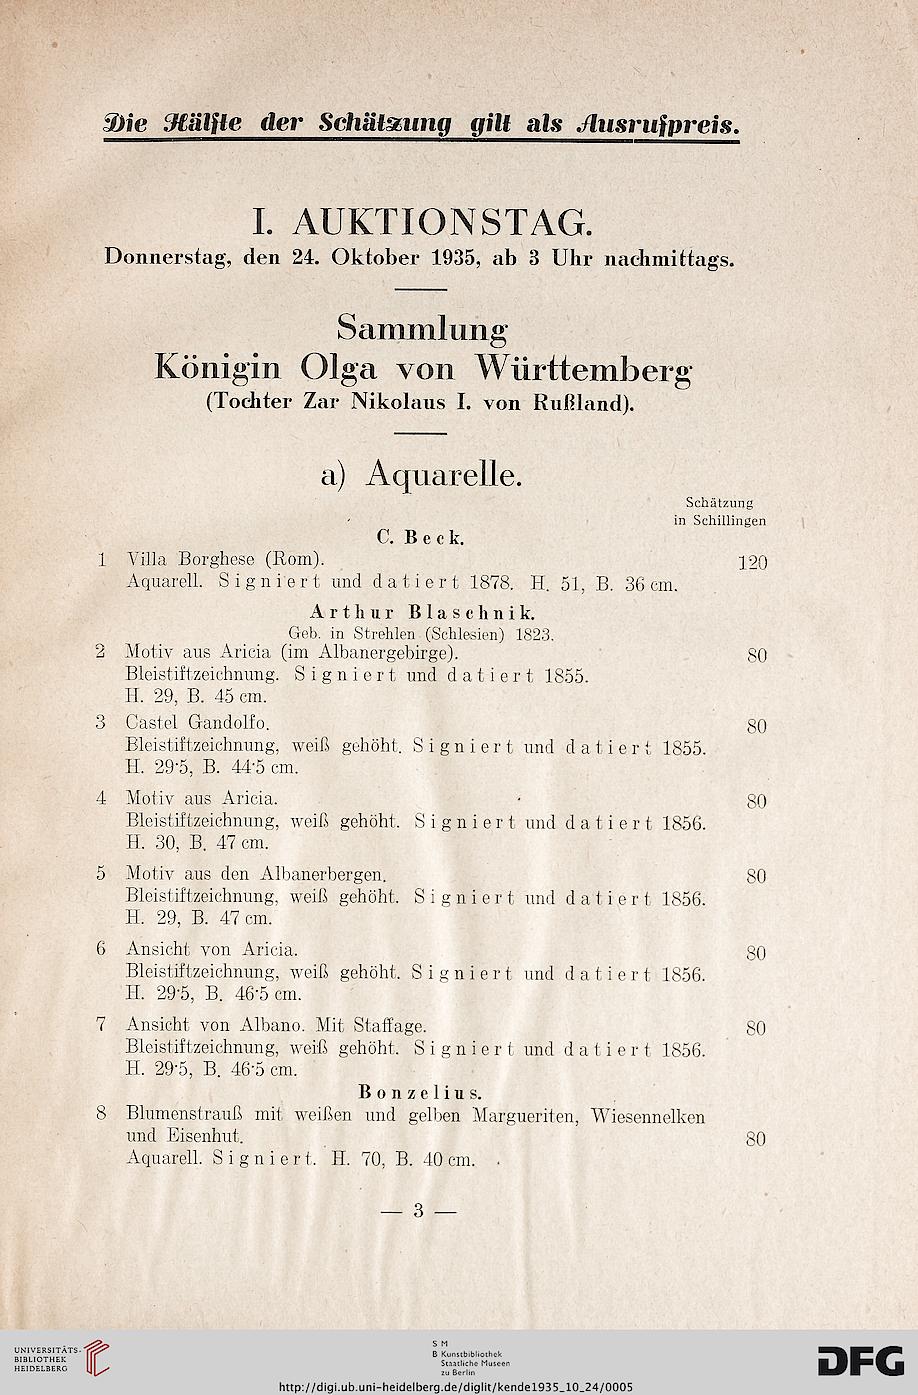 Die Hälfte der Schätzung gilt als Ausrufpreis.
I. AUKTIONSTAG.
Donnerstag, den 24. Oktober 1935, ab 3 Uhr nachmittags.
Sammlung
Königin Olga von Württemberg
(Tochter Zar Nikolaus I. von Rußland).
a) Aquarelle.
Schätzung
in Schillingen
C. Beck.
1 Villa Borghese (Rom). 120
Aquarell. Signiert und datiert 1878. H. 51, B. 36 cm.
Arthur Blaschnik.
Geb. in Strehlen (Schlesien) 1823.
2 Motiv aus Aricia (im Albanergebirge). 80
Bleistiftzeichnung. Signiert und datiert 1855.
H. 29, B. 45 cm.
3 Castel Gandolfo. 80
Bleistiftzeichnung, weiß gehöht. Signiert und datiert 1855.
H. 29·5, B. 44·5 cm.
4 Motiv aus Aricia. 80
Bleistiftzeichnung, weiß gehöht. Signiert und datiert 1856.
H. 30, B. 47 cm.
5 Motiv aus den Albanerbergen. 80
Bleistiftzeichnung, weiß gehöht. Signiert und datiert 1856.
H. 29, B. 47 cm.
6 Ansicht von Aricia. 80
Bleistiftzeichnung, weiß gehöht. Signiert und datiert 1856.
H. 29·5, B. 46·5 cm.
7 Ansicht von Albano. Mit Staffage. 80
Bleistiftzeichnung, weiß gehöht. Signiert und datiert 1856.
H. 29·5, B. 46·5 cm.
Bonzelius.
8 Blumenstrauß mit weißen und gelben Margueriten, Wiesennelken
und Eisenhut. 80
Aquarell. Signiert. H. 70, B. 40 cm.
— 3 —
UNIVERSITÄTS-
BIBLIOTHEK
HEIDELBERG
S M
B Kunstbibliothek
Staatliche Museen
zu Berlin
http://digi.ub.uni-heidelberg.de/diglit/kende1935_10_24/0005
DFG